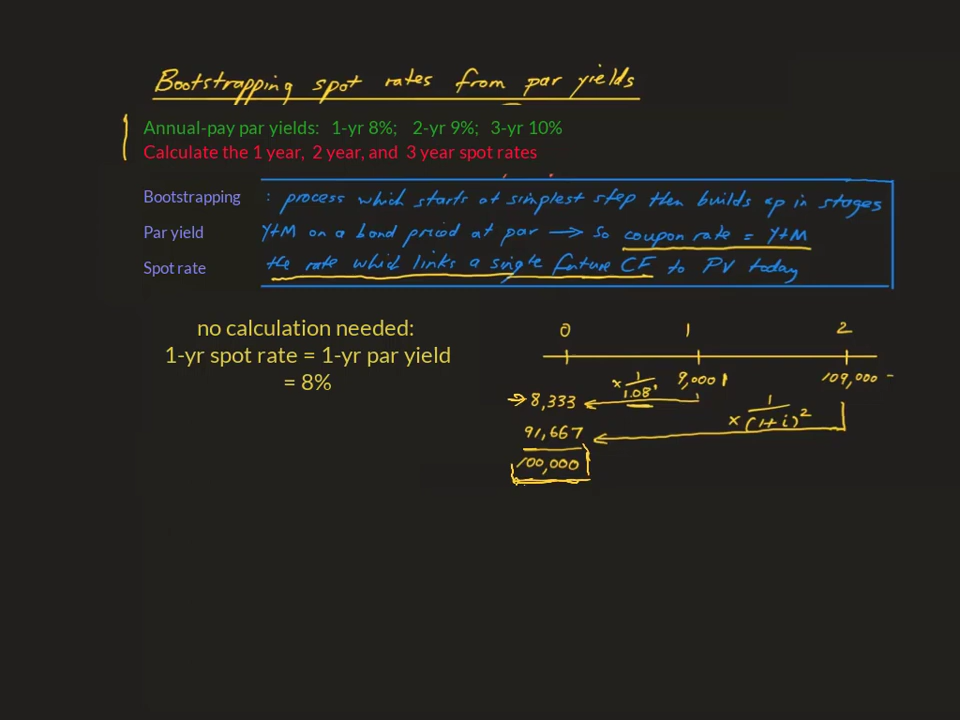 Bootstrapping spot rates from par yields
Annual-pay par yields: 1-yr 8%; 2-yr 9%; 3-yr 10%
Calculate the 1 year, 2 year, and 3 year spot rates
Bootstrapping : process which starts at simplest step then builds up in stages
Par yield YtM on a bond priced at par → so coupon rate = YtM
Spot rate the rate which links a single future CF to PV today
no calculation needed:
1-yr spot rate = 1-yr par yield
= 8%
0 1 2
9,000 109,000
→ 8,333 × 1/1.08¹
91,667 × 1/(1+i)²
100,000